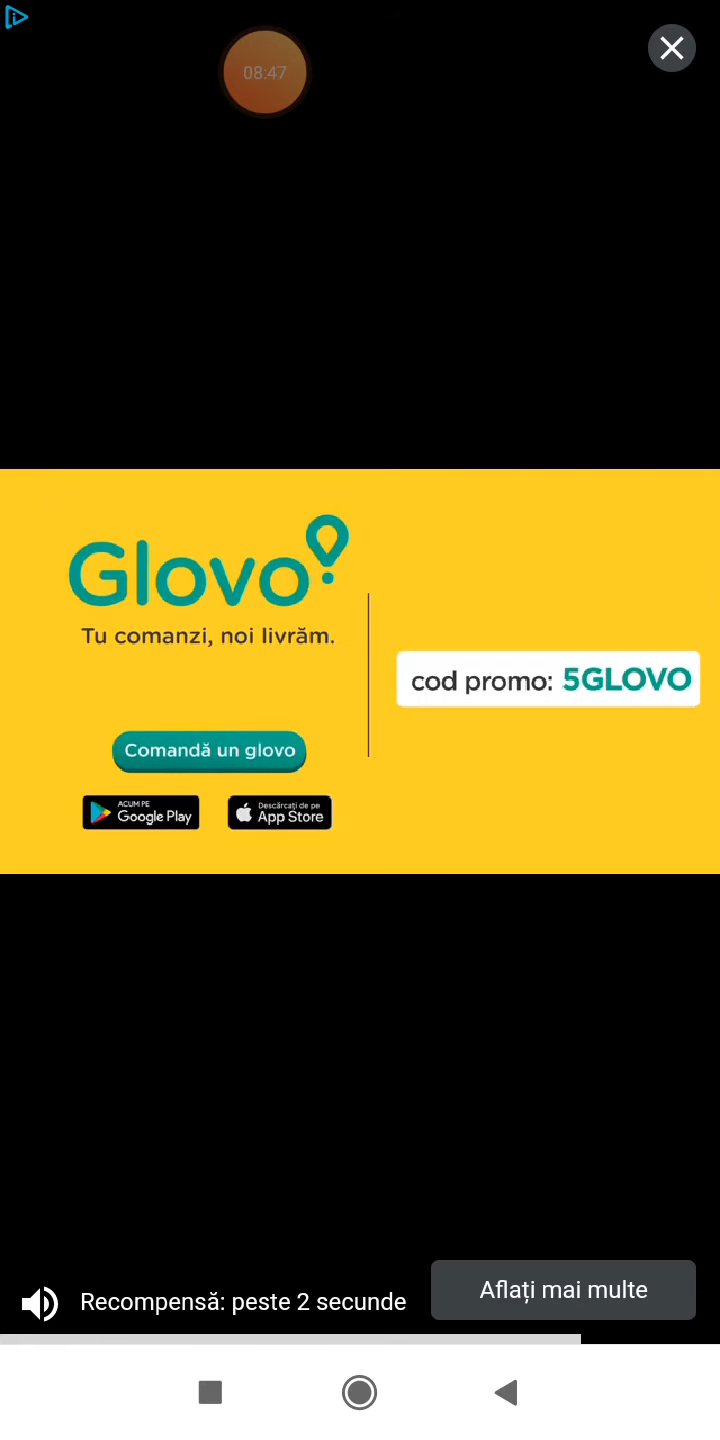 08:47
Glovo
Tu comanzi, noi livrăm.
cod promo: 5GLOVO
Comandă un glovo
ACUM PE
Google Play
Descărcați de pe
App Store
Recompensă: peste 2 secunde
Aflați mai multe